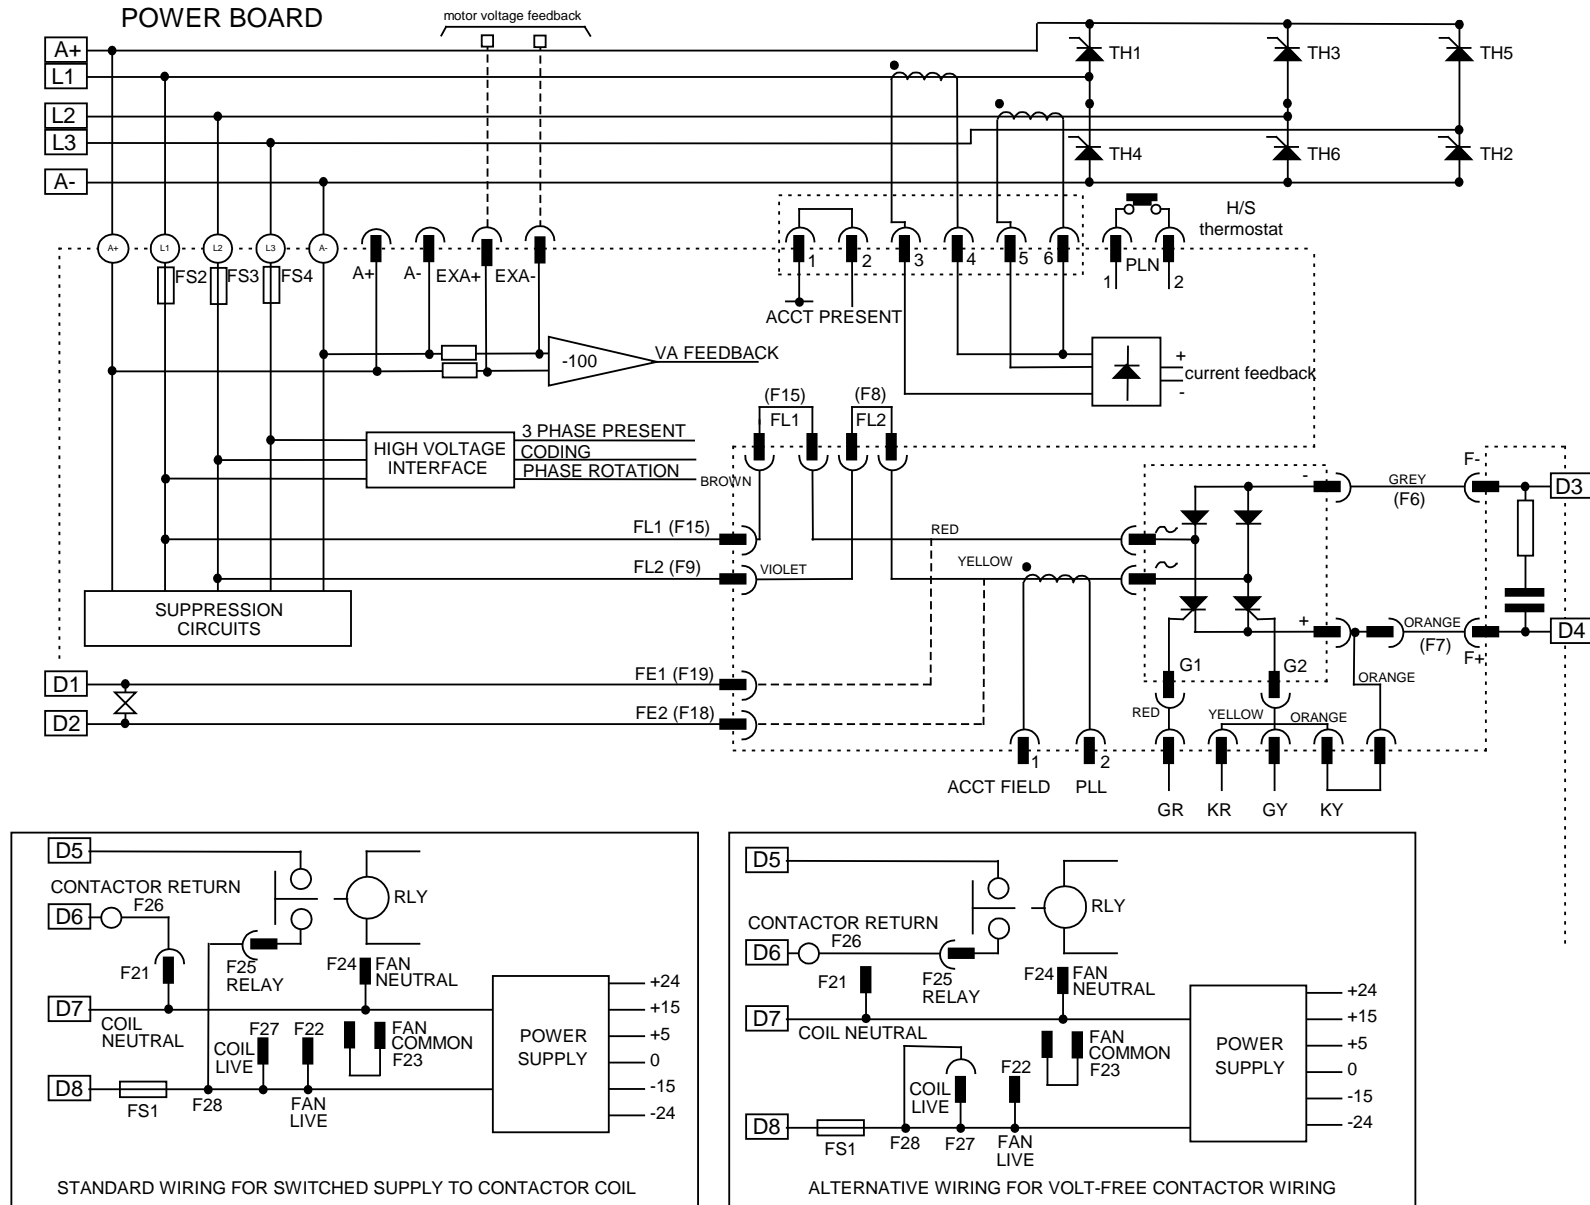 POWER BOARD
motor voltage feedback
A+
L1
L2
L3
A-
TH1
TH3
TH5
TH4
TH6
TH2
H/S
thermostat
A+
L1
L2
L3
A-
FS2
FS3
FS4
A+
A-
EXA+
EXA-
1
2
3
4
5
6
PLN
1
2
ACCT PRESENT
-100
VA FEEDBACK
+
current feedback
-
(F15)
FL1
(F8)
FL2
HIGH VOLTAGE
INTERFACE
3 PHASE PRESENT
CODING
PHASE ROTATION
BROWN
FL1 (F15)
RED
FL2 (F9)
VIOLET
YELLOW
SUPPRESSION
CIRCUITS
-
GREY
(F6)
F-
D3
+
ORANGE
(F7)
F+
D4
G1
G2
ORANGE
D1
FE1 (F19)
D2
FE2 (F18)
RED
YELLOW
ORANGE
1
2
ACCT FIELD
PLL
GR
KR
GY
KY
D5
CONTACTOR RETURN
D6
F26
F21
F25
RELAY
RLY
F24
FAN
NEUTRAL
D7
COIL
NEUTRAL
F27
COIL
LIVE
F22
FAN
COMMON
F23
D8
FS1
F28
FAN
LIVE
POWER
SUPPLY
+24
+15
+5
0
-15
-24
STANDARD WIRING FOR SWITCHED SUPPLY TO CONTACTOR COIL
D5
CONTACTOR RETURN
D6
F26
F21
F25
RELAY
RLY
F24
FAN
NEUTRAL
D7
COIL NEUTRAL
FAN
COMMON
F23
COIL
LIVE
F22
D8
FS1
F28
F27
FAN
LIVE
POWER
SUPPLY
+24
+15
+5
0
-15
-24
ALTERNATIVE WIRING FOR VOLT-FREE CONTACTOR WIRING